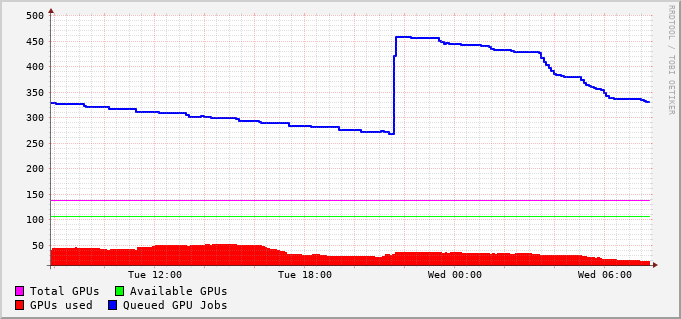 500
450
400
350
300
250
200
150
100
50
Tue 12:00 Tue 18:00 Wed 00:00 Wed 06:00
Total GPUs Available GPUs
GPUs used Queued GPU Jobs
RRDTOOL / TOBI OETIKER